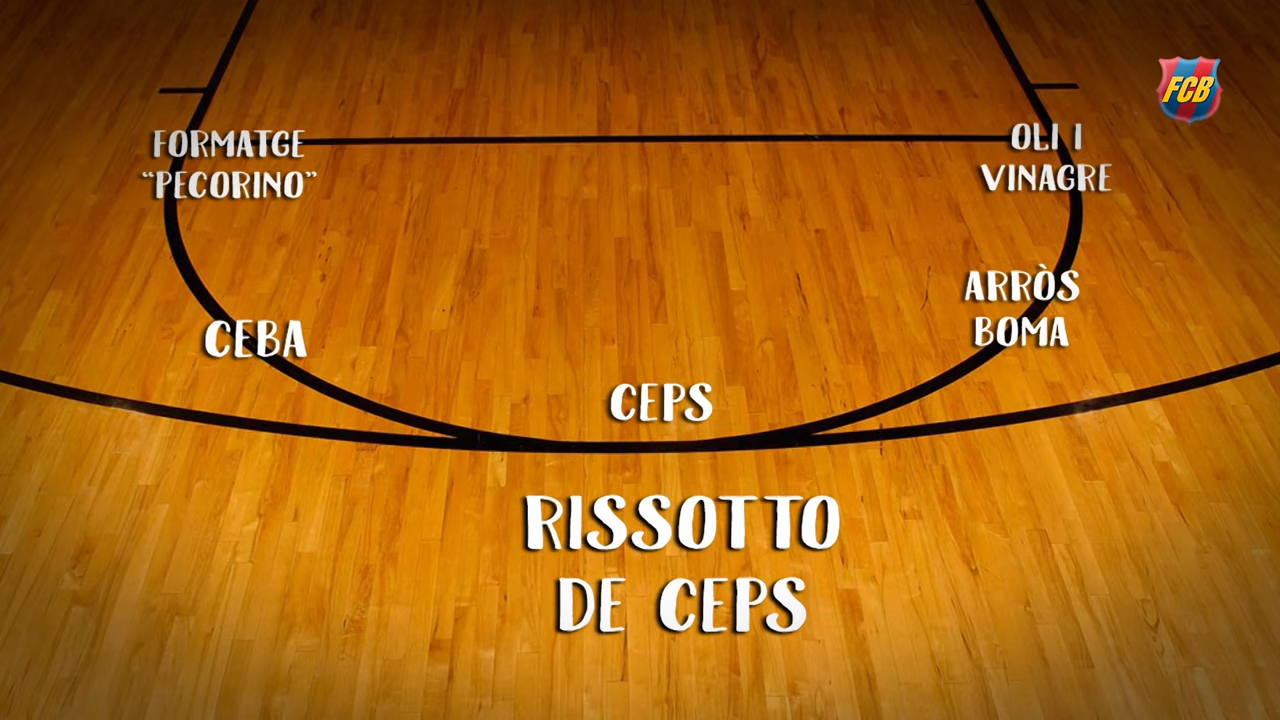 FCB
FORMATGE
“PECORINO”
OLI I
VINAGRE
CEBA
ARRÒS
BOMA
CEPS
RISSOTTO
DE CEPS